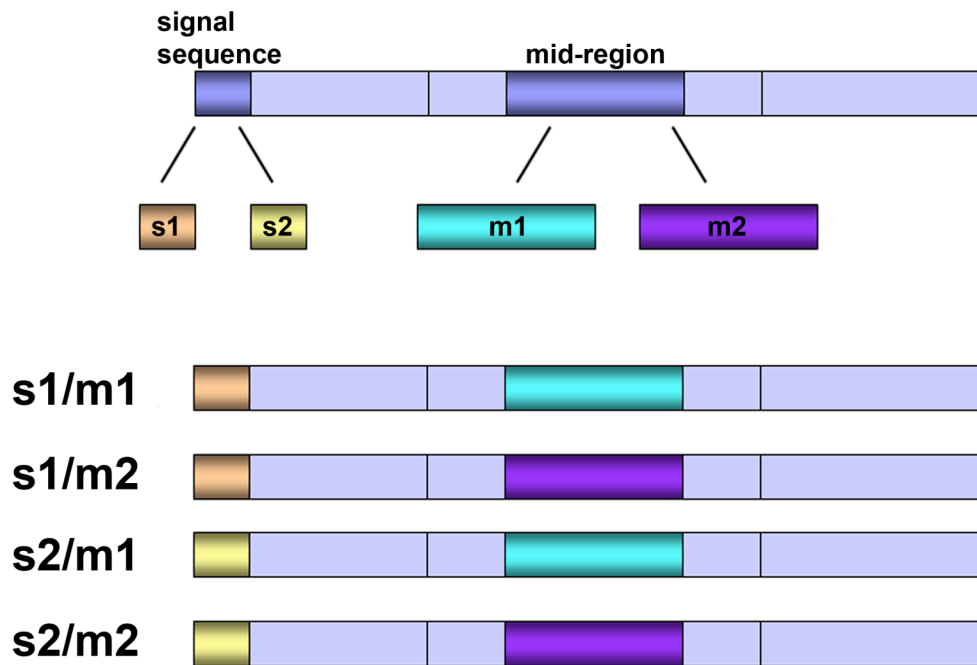 signal
sequence
mid-region
s1
s2
m1
m2
s1/m1
s1/m2
s2/m1
s2/m2